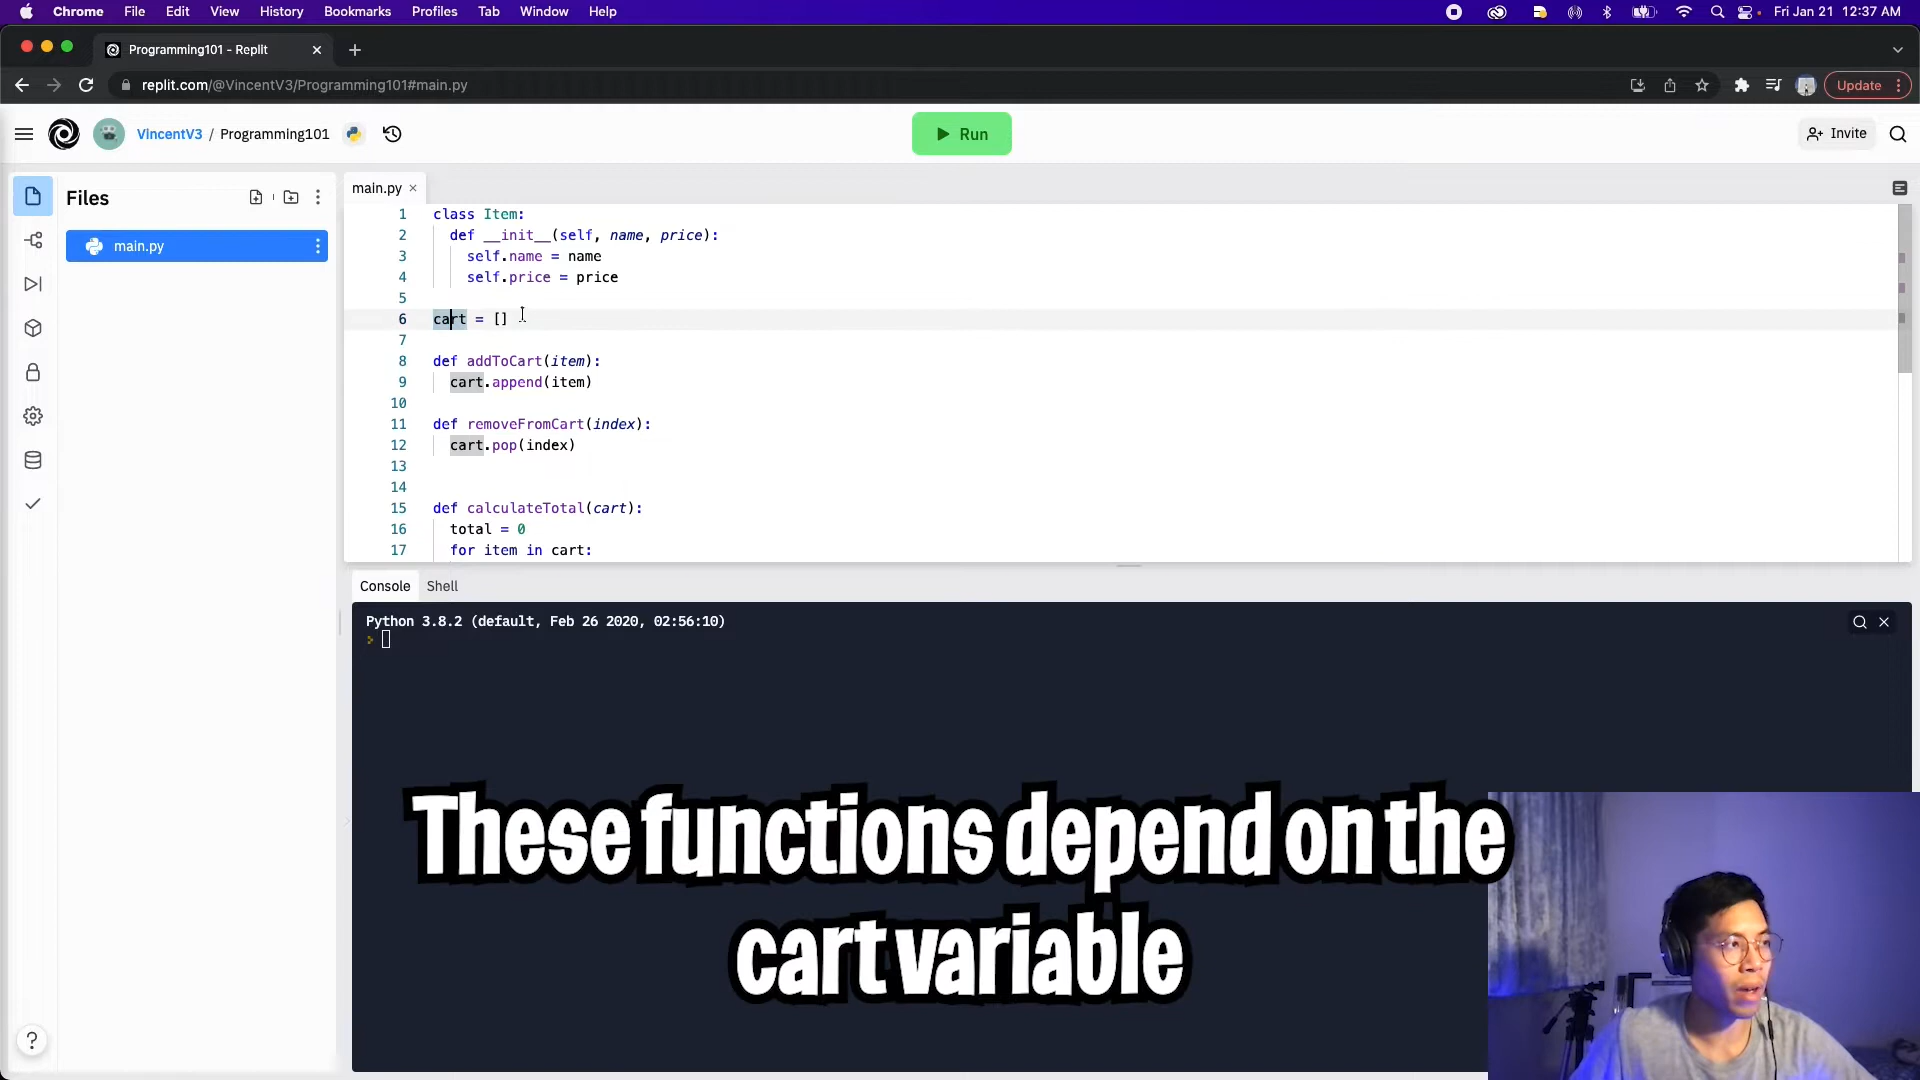 Chrome File Edit View History Bookmarks Profiles Tab Window Help Fri Jan 21 12:37 AM
Programming101 - Replit
replit.com/@VincentV3/Programming101#main.py Update
VincentV3 / Programming101 Run Invite
Files main.py
main.py
1 class Item:
2 def __init__(self, name, price):
3 self.name = name
4 self.price = price
5
6 cart = []
7
8 def addToCart(item):
9 cart.append(item)
10
11 def removeFromCart(index):
12 cart.pop(index)
13
14
15 def calculateTotal(cart):
16 total = 0
17 for item in cart:
Console Shell
Python 3.8.2 (default, Feb 26 2020, 02:56:10)
These functions depend on the
cart variable